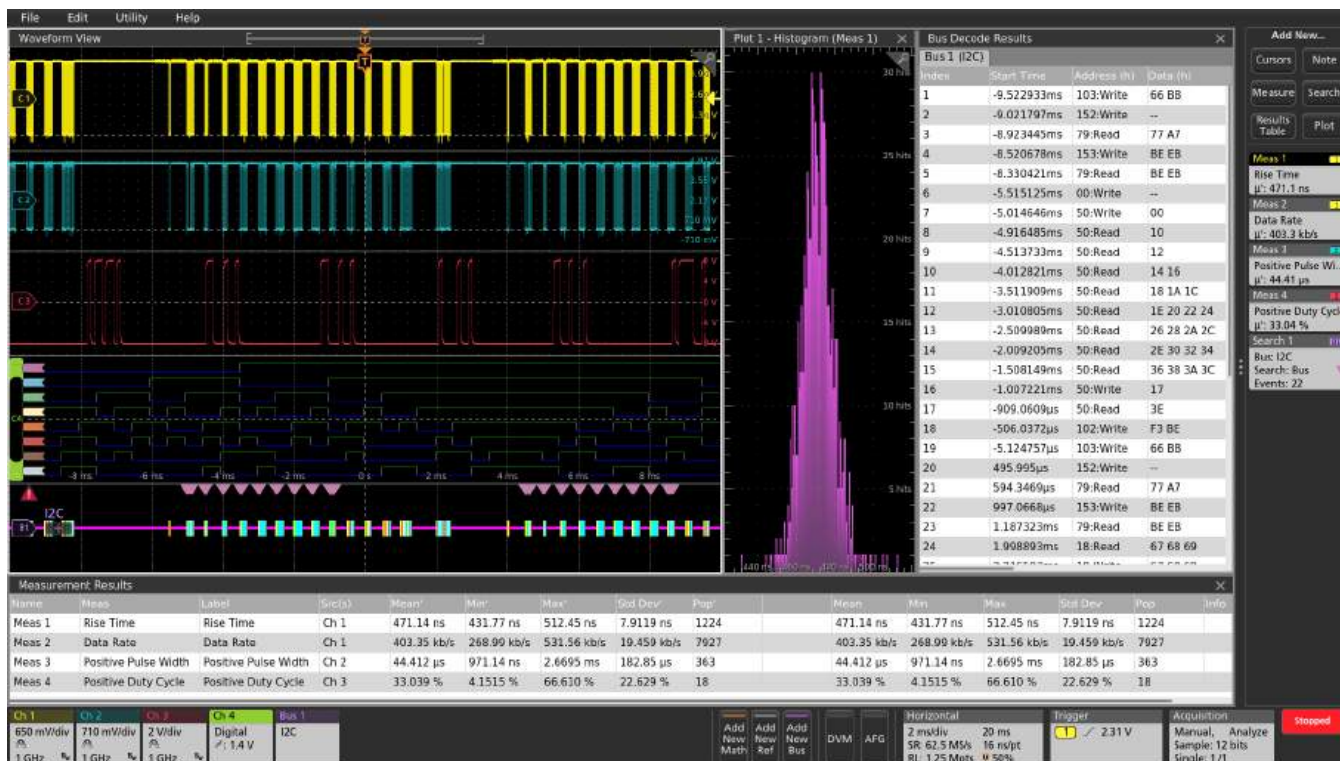 File Edit Utility Help
Waveform View
Plot 1 - Histogram (Meas 1)
Bus Decode Results
Add New...
Bus 1 (I2C)
Cursors Note
Measure Search
Results Table Plot
Index Start Time Address (h) Data (h)
1 -9.522933ms 103:Write 66 BB
2 -9.021797ms 152:Write --
3 -8.923445ms 79:Read 77 A7
4 -8.520678ms 153:Write BE EB
5 -8.330421ms 79:Read BE EB
6 -5.515125ms 00:Write --
7 -5.014646ms 50:Write 00
8 -4.916485ms 50:Read 10
9 -4.513733ms 50:Read 12
10 -4.012821ms 50:Read 14 16
11 -3.511909ms 50:Read 18 1A 1C
12 -3.010805ms 50:Read 1E 20 22 24
13 -2.509989ms 50:Read 26 28 2A 2C
14 -2.009205ms 50:Read 2E 30 32 34
15 -1.508149ms 50:Read 36 38 3A 3C
16 -1.007221ms 50:Write 17
17 -909.0609µs 50:Read 3E
18 -506.0372µs 102:Write F3 BE
19 -5.124757µs 103:Write 66 BB
20 495.995µs 152:Write --
21 594.3469µs 79:Read 77 A7
22 997.0668µs 153:Write BE EB
23 1.187323ms 79:Read BE EB
24 1.998893ms 18:Read 67 68 69
30 hits
25 hits
20 hits
15 hits
10 hits
5 hits
C1
C2
C3
T
-710 mV
-6 ms -4 ms -2 ms 0 s 2 ms 4 ms 6 ms 8 ms
B1 I2C
Meas 1
Rise Time
µ': 471.1 ns
Meas 2
Data Rate
µ': 403.3 kb/s
Meas 3
Positive Pulse Wi...
µ': 44.41 µs
Meas 4
Positive Duty Cycle
µ': 33.04 %
Search 1
Bus: I2C
Search: Bus
Events: 22
Measurement Results
Name Meas Label Src(s) Mean' Min' Max' Std Dev' Pop' Mean Min Max Std Dev Pop Info
Meas 1 Rise Time Rise Time Ch 1 471.14 ns 431.77 ns 512.45 ns 7.9119 ns 1224 471.14 ns 431.77 ns 512.45 ns 7.9119 ns 1224
Meas 2 Data Rate Data Rate Ch 1 403.35 kb/s 268.99 kb/s 531.56 kb/s 19.459 kb/s 7927 403.35 kb/s 268.99 kb/s 531.56 kb/s 19.459 kb/s 7927
Meas 3 Positive Pulse Width Positive Pulse Width Ch 2 44.412 µs 971.14 ns 2.6695 ms 182.85 µs 363 44.412 µs 971.14 ns 2.6695 ms 182.85 µs 363
Meas 4 Positive Duty Cycle Positive Duty Cycle Ch 3 33.039 % 4.1515 % 66.610 % 22.629 % 18 33.039 % 4.1515 % 66.610 % 22.629 % 18
Ch 1 Ch 2 Ch 3 Ch 4 Bus 1
650 mV/div 710 mV/div 2 V/div Digital I2C
1.4 V
1 GHz 1 GHz 1 GHz
Add New Math
Add New Ref
Add New Bus
DVM AFG
Horizontal
2 ms/div 20 ms
SR: 62.5 MS/s 16 ns/pt
RL: 1.25 Mpts 50%
Trigger
1 2.31 V
Acquisition
Manual, Analyze
Sample: 12 bits
Single: 1/1
Stopped